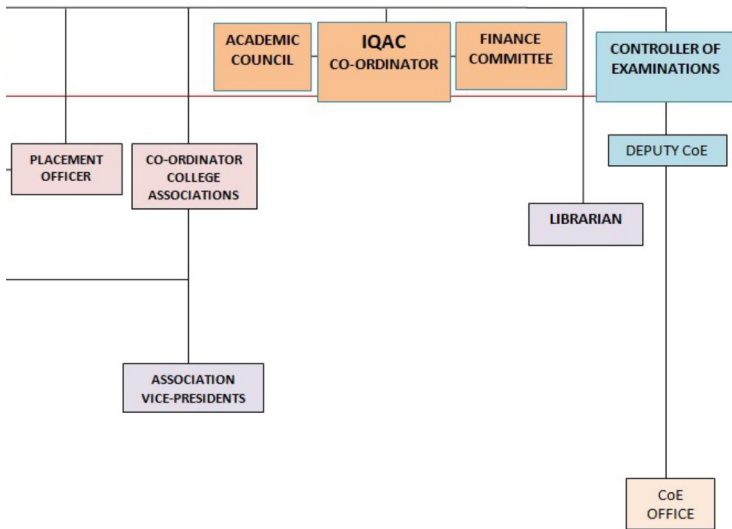 ACADEMIC
COUNCIL
IQAC
CO-ORDINATOR
FINANCE
COMMITTEE
CONTROLLER OF
EXAMINATIONS
PLACEMENT
OFFICER
CO-ORDINATOR
COLLEGE
ASSOCIATIONS
DEPUTY CoE
LIBRARIAN
ASSOCIATION
VICE-PRESIDENTS
CoE
OFFICE